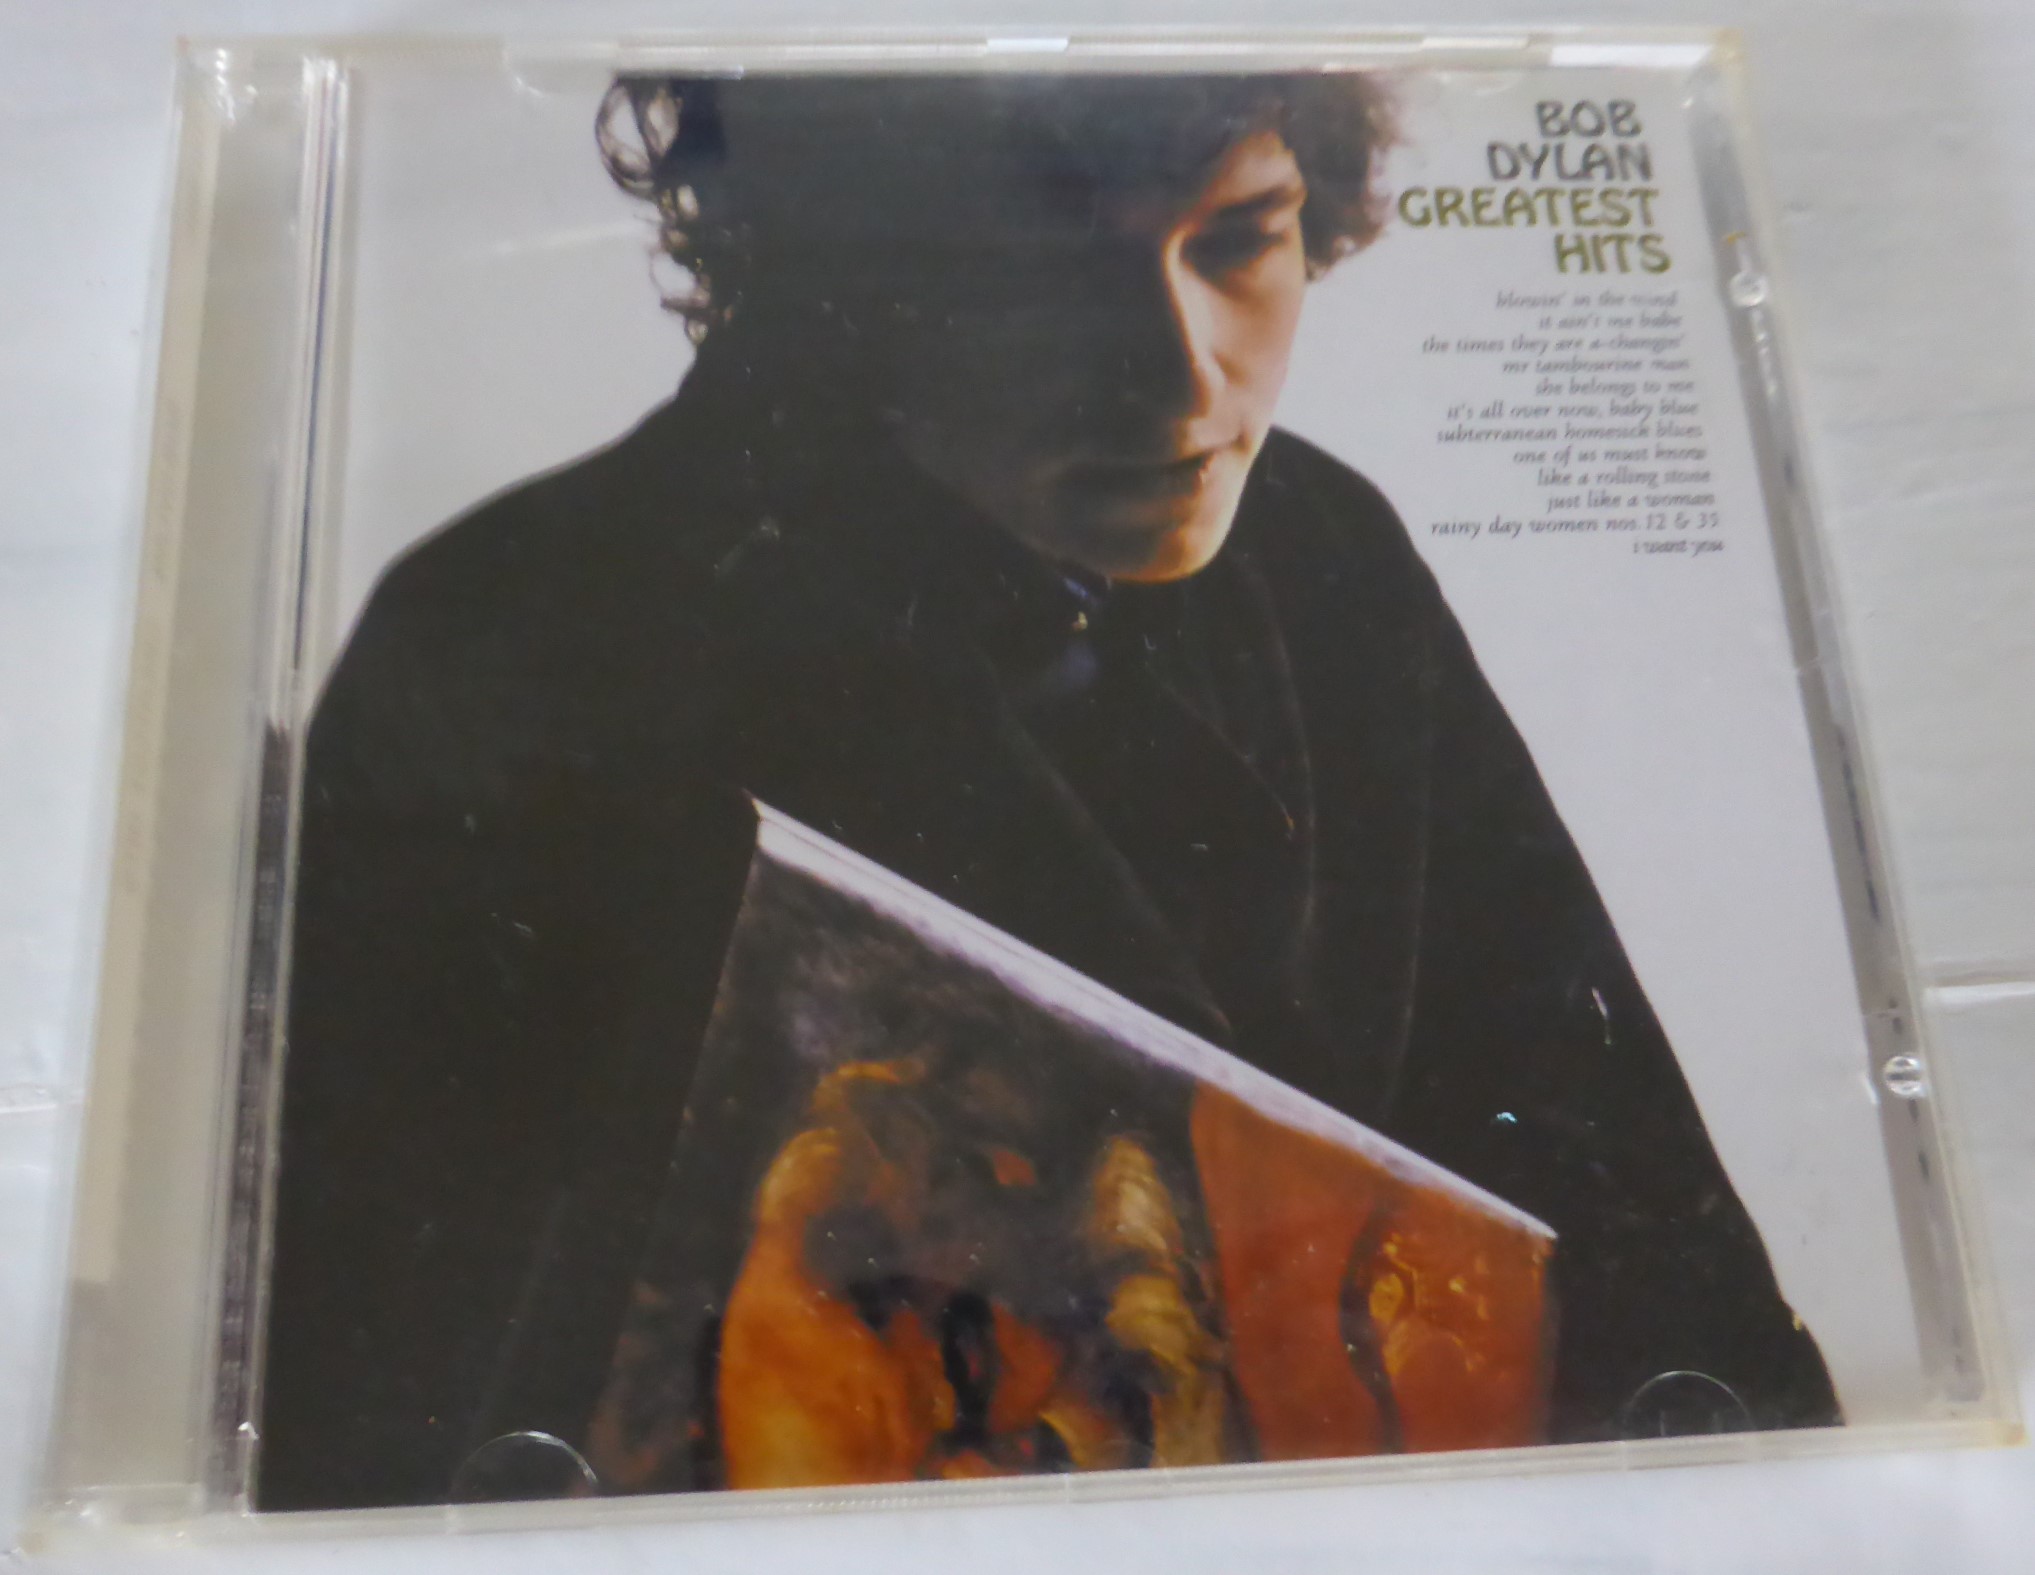 BOB
DYLAN
GREATEST
HITS
blowin' in the wind
it ain't me babe
the times they are a-changin'
mr tambourine man
she belongs to me
it's all over now, baby blue
subterranean homesick blues
one of us must know
like a rolling stone
just like a woman
rainy day women nos. 12 & 35
i want you